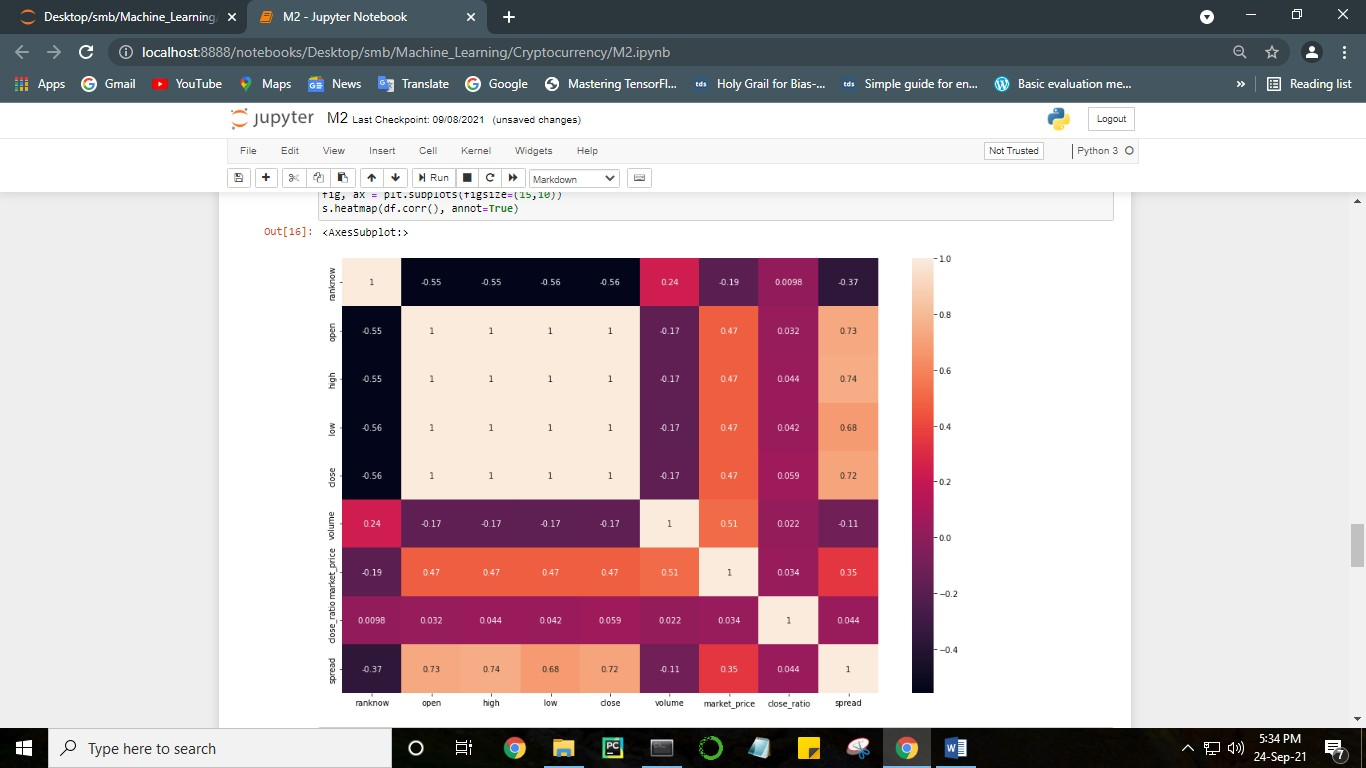 Desktop/smb/Machine_Learning
M2 - Jupyter Notebook
localhost:8888/notebooks/Desktop/smb/Machine_Learning/Cryptocurrency/M2.ipynb
Apps Gmail YouTube Maps News Translate Google Mastering TensorFl... Holy Grail for Bias-... Simple guide for en... Basic evaluation me... » Reading list
jupyter M2 Last Checkpoint: 09/08/2021 (unsaved changes) Logout
File Edit View Insert Cell Kernel Widgets Help Not Trusted Python 3
Run Markdown
fig, ax = plt.subplots(figsize=(15,10))
s.heatmap(df.corr(), annot=True)
Out[16]: <AxesSubplot:>
ranknow 1 -0.55 -0.55 -0.56 -0.56 0.24 -0.19 0.0098 -0.37
open -0.55 1 1 1 1 -0.17 0.47 0.032 0.73
high -0.55 1 1 1 1 -0.17 0.47 0.044 0.74
low -0.56 1 1 1 1 -0.17 0.47 0.042 0.68
close -0.56 1 1 1 1 -0.17 0.47 0.059 0.72
volume 0.24 -0.17 -0.17 -0.17 -0.17 1 0.51 0.022 -0.11
market_price -0.19 0.47 0.47 0.47 0.47 0.51 1 0.034 0.35
close_ratio 0.0098 0.032 0.044 0.042 0.059 0.022 0.034 1 0.044
spread -0.37 0.73 0.74 0.68 0.72 -0.11 0.35 0.044 1
ranknow open high low close volume market_price close_ratio spread
1.0
0.8
0.6
0.4
0.2
0.0
−0.2
−0.4
Type here to search
PC
W
5:34 PM
24-Sep-21
7